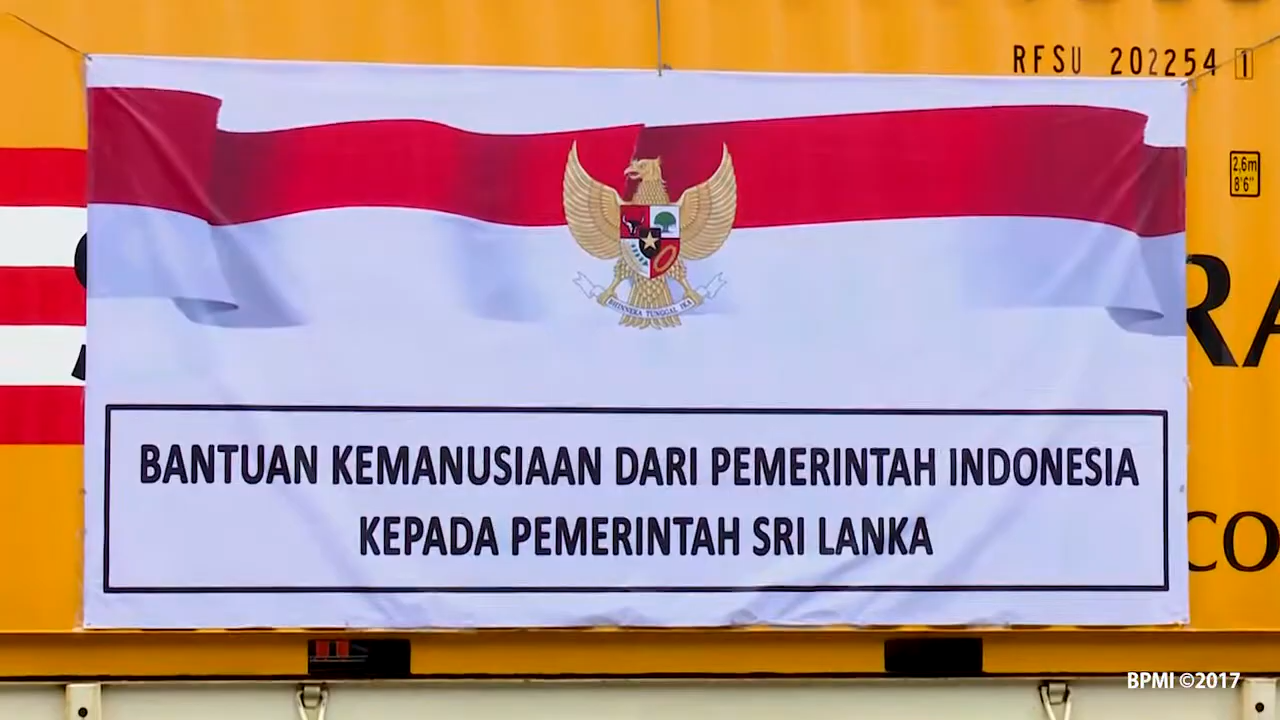 RFSU 202254 1
2,6m
8'6"
BHINNEKA TUNGGAL IKA
RA
BANTUAN KEMANUSIAAN DARI PEMERINTAH INDONESIA
KEPADA PEMERINTAH SRI LANKA
CO
BPMI ©2017